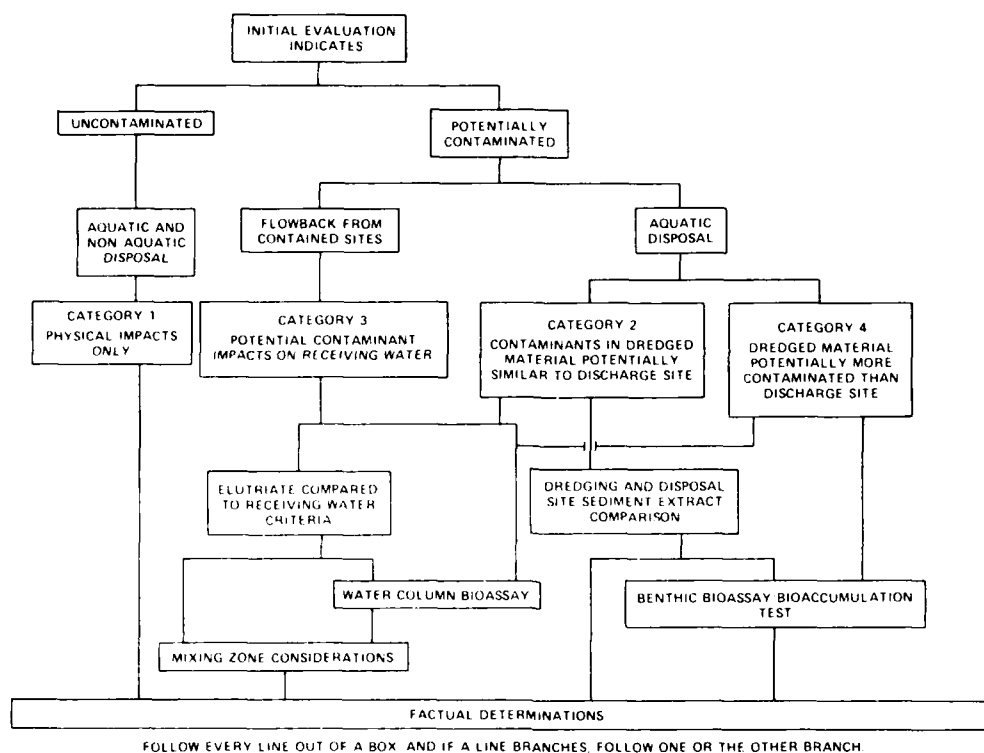 INITIAL EVALUATION
INDICATES
UNCONTAMINATED
POTENTIALLY
CONTAMINATED
AQUATIC AND
NON AQUATIC
DISPOSAL
FLOWBACK FROM
CONTAINED SITES
AQUATIC
DISPOSAL
CATEGORY 1
PHYSICAL IMPACTS
ONLY
CATEGORY 3
POTENTIAL CONTAMINANT
IMPACTS ON RECEIVING WATER
CATEGORY 2
CONTAMINANTS IN DREDGED
MATERIAL POTENTIALLY
SIMILAR TO DISCHARGE SITE
CATEGORY 4
DREDGED MATERIAL
POTENTIALLY MORE
CONTAMINATED THAN
DISCHARGE SITE
ELUTRIATE COMPARED
TO RECEIVING WATER
CRITERIA
DREDGING AND DISPOSAL
SITE SEDIMENT EXTRACT
COMPARISON
WATER COLUMN BIOASSAY
BENTHIC BIOASSAY BIOACCUMULATION
TEST
MIXING ZONE CONSIDERATIONS
FACTUAL DETERMINATIONS
FOLLOW EVERY LINE OUT OF A BOX AND IF A LINE BRANCHES, FOLLOW ONE OR THE OTHER BRANCH.